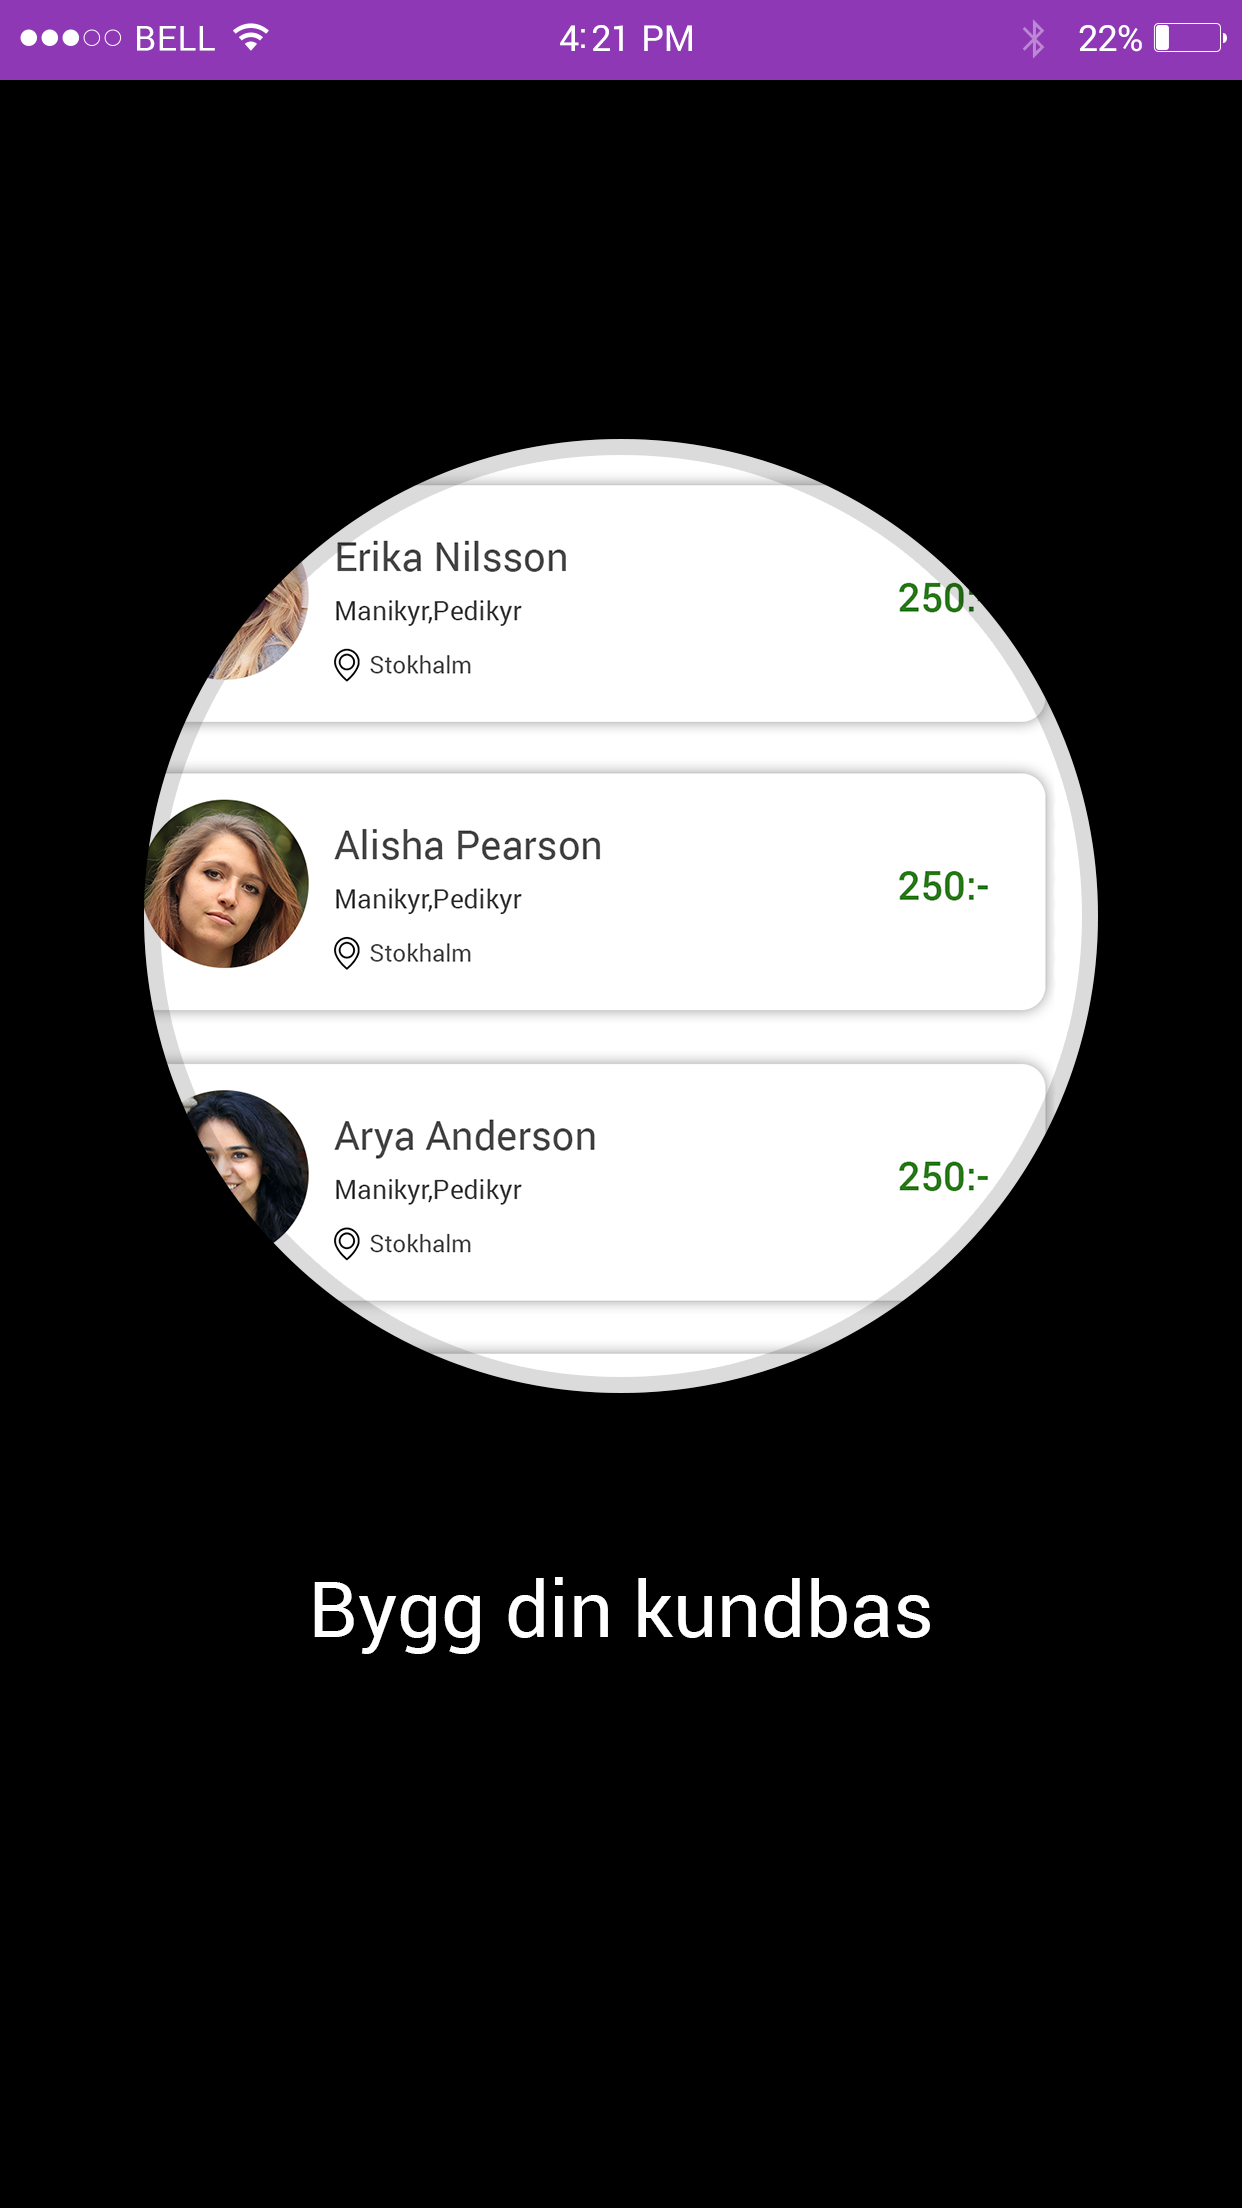 BELL 4:21 PM 22%
Erika Nilsson
Manikyr,Pedikyr
250:
Stokhalm
Alisha Pearson
Manikyr,Pedikyr
250:-
Stokhalm
Arya Anderson
Manikyr,Pedikyr
250:-
Stokhalm
Bygg din kundbas